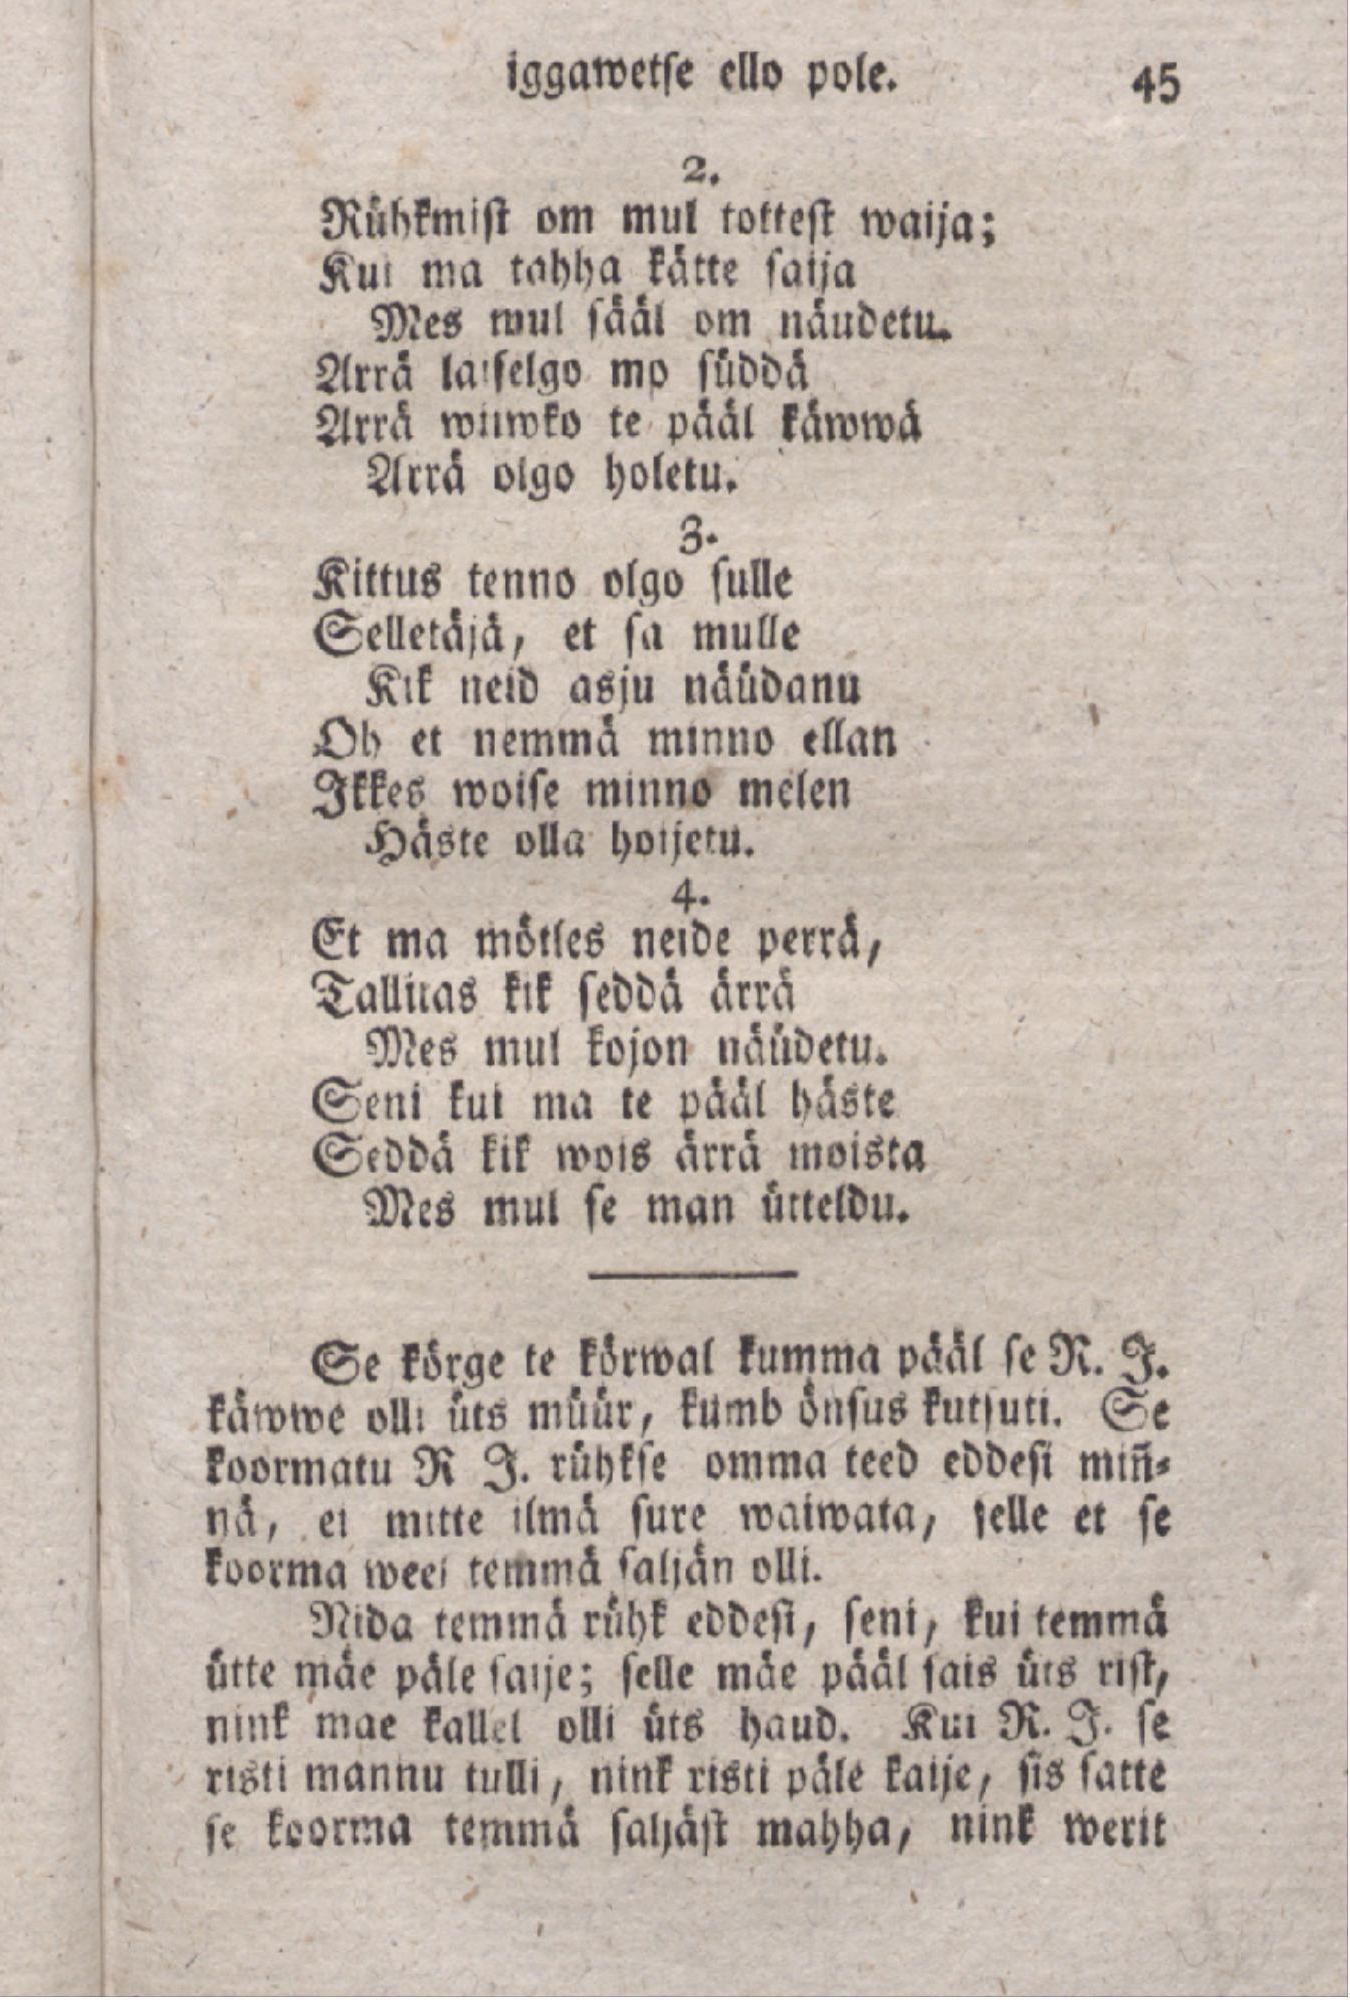 iggawetse ello pole. 45
2.
Rühkmist om mul tottest waija;
Kui ma tahha kätte saija
Mes wul sääl om näudetu.
Arrä laiselgo mo süddä
Arrä wiiwko te pääl käwwä
Arrä olgo holetu.
3.
Kittus tenno olgo sulle
Selletäjä, et sa mulle
Kik neid asju näüdanu
Oh et nemmä minno ellan
Ikkes woise minno melen
Häste olla hoijetu.
4.
Et ma mötles neide perrä,
Tallitas kik seddä ärrä
Mes mul kojon näüdetu.
Seni kui ma te pääl häste
Seddä kik wois ärrä moista
Mes mul se man ütteldu.
Se körge te körwal kumma pääl se R. J.
käwwe olli üts müür, kumb önsus kutsuti. Se
koormatu R J. rühkse omma teed eddesi miñ-
nä, ei mitte ilmä sure waiwata, selle et se
koorma weel temmä saljän olli.
Nida temmä rühk eddesi, seni, kui temmä
ütte mäe päle saije; selle mäe pääl sais üts rist,
nink mae kallel olli üts haud. Kui R. J. se
risti mannu tulli, nink risti päle kaije, sis satte
se koorma temmä saljäst mahha, nink werit